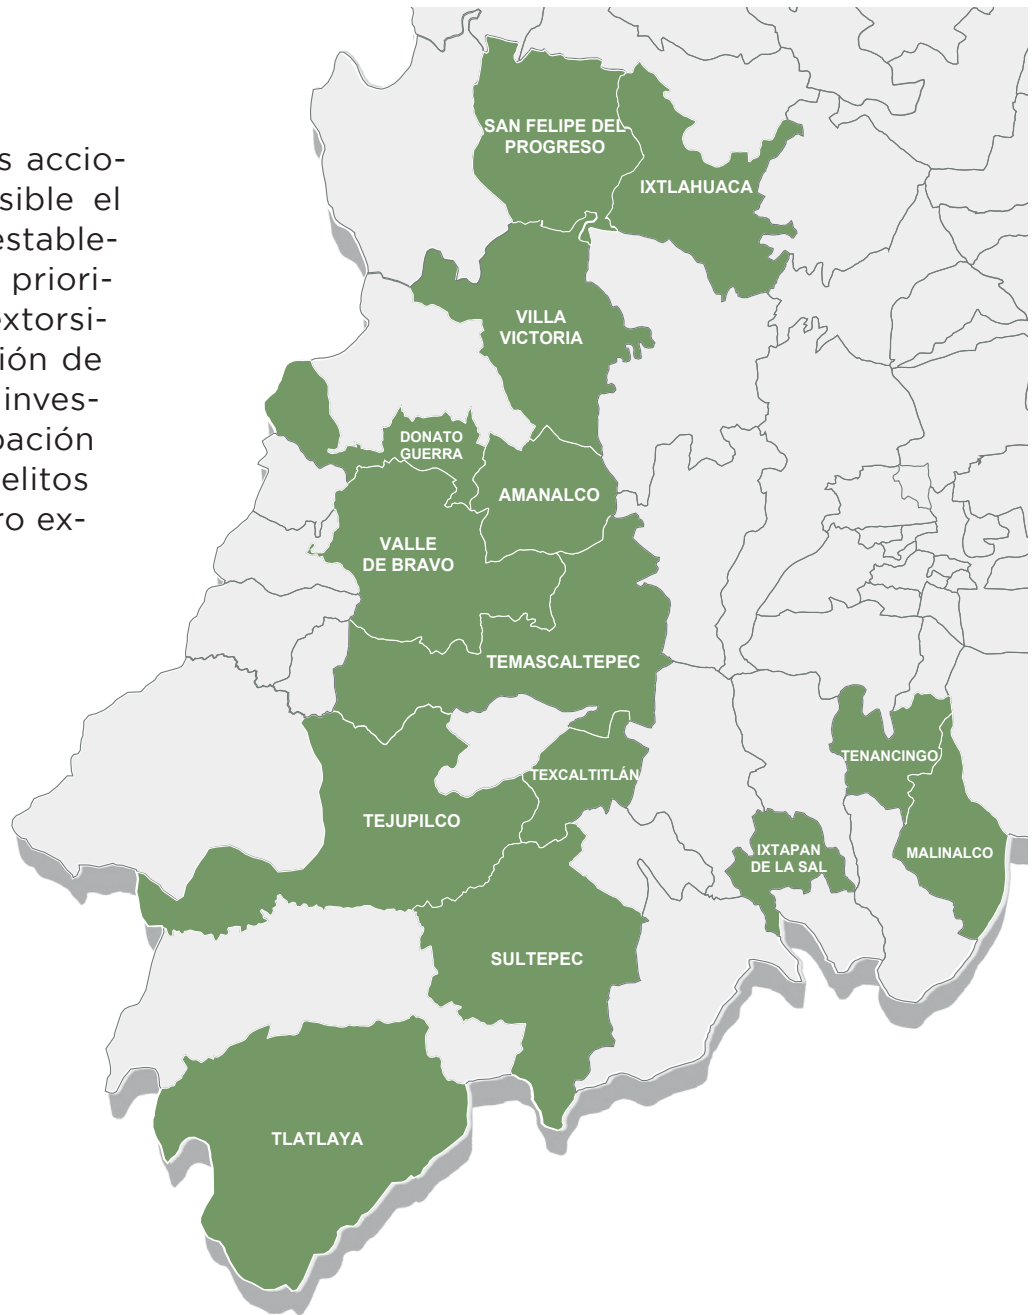 s accio-
sible el
estable-
priori-
extorsi-
ión de
inves-
pación
elitos
ro ex-
SAN FELIPE DEL
PROGRESO
IXTLAHUACA
VILLA
VICTORIA
DONATO
GUERRA
AMANALCO
VALLE
DE BRAVO
TEMASCALTEPEC
TENANCINGO
TEXCALTITLÁN
TEJUPILCO
IXTAPAN
DE LA SAL
MALINALCO
SULTEPEC
TLATLAYA